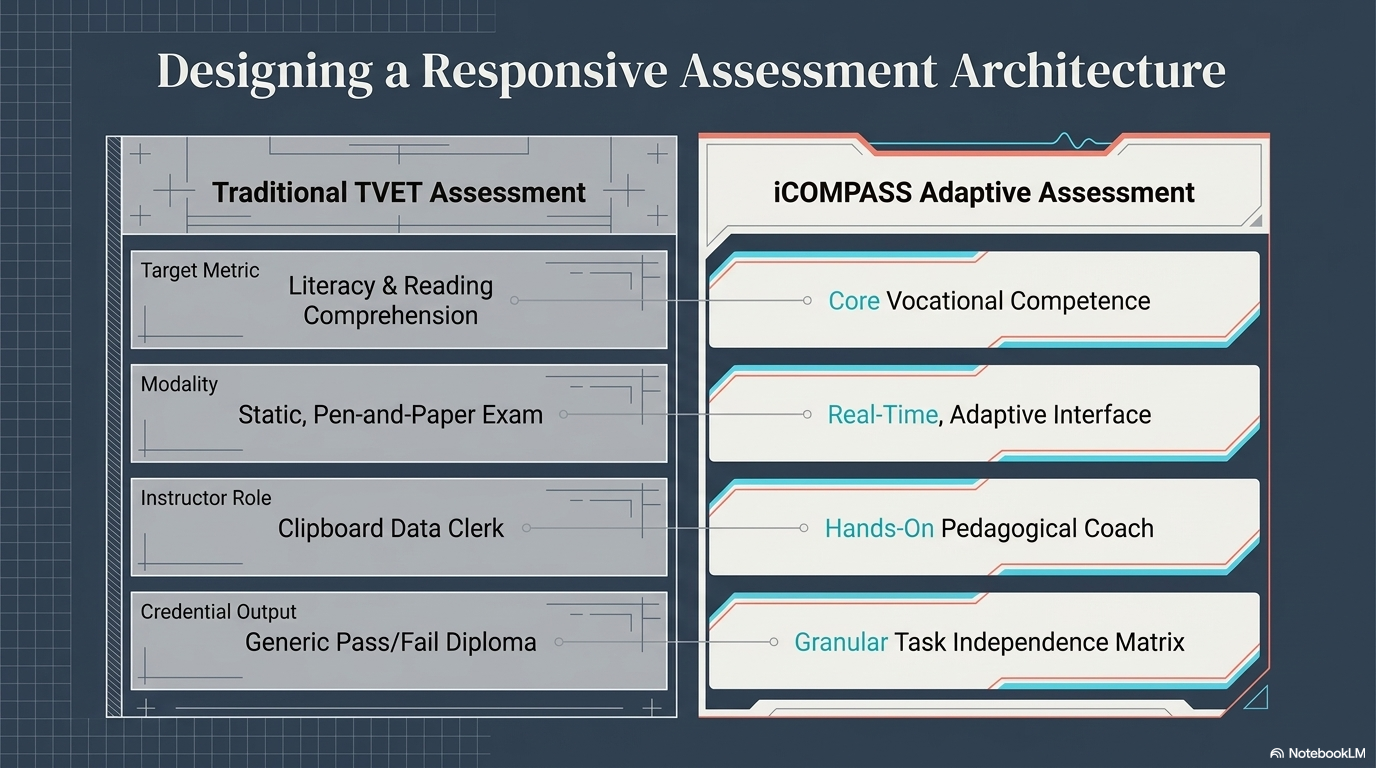 Designing a Responsive Assessment Architecture
Traditional TVET Assessment
iCOMPASS Adaptive Assessment
Target Metric
Literacy & Reading
Comprehension
Core Vocational Competence
Modality
Static, Pen-and-Paper Exam
Real-Time, Adaptive Interface
Instructor Role
Clipboard Data Clerk
Hands-On Pedagogical Coach
Credential Output
Generic Pass/Fail Diploma
Granular Task Independence Matrix
NotebookLM